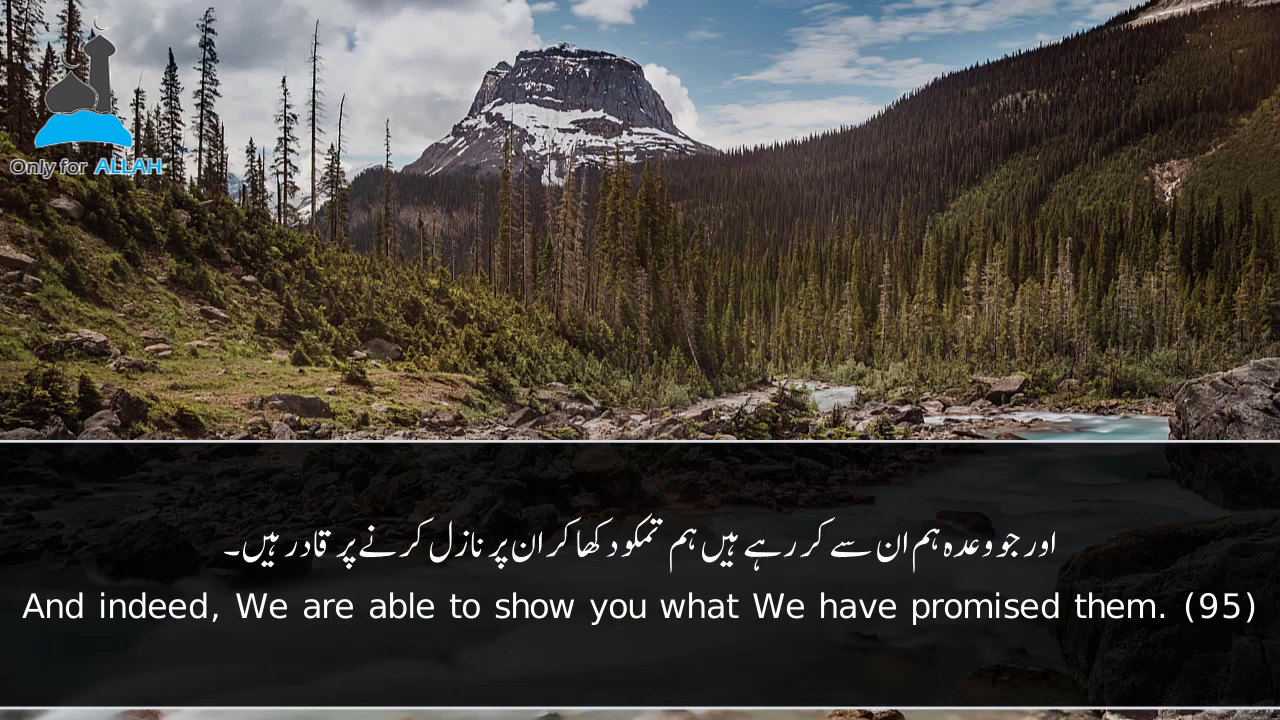 Only for ALLAH
اور جو وعدہ ہم ان سے کر رہے ہیں ہم تمکو دکھا کر ان پر نازل کرنے پر قادر ہیں۔
And indeed, We are able to show you what We have promised them. (95)